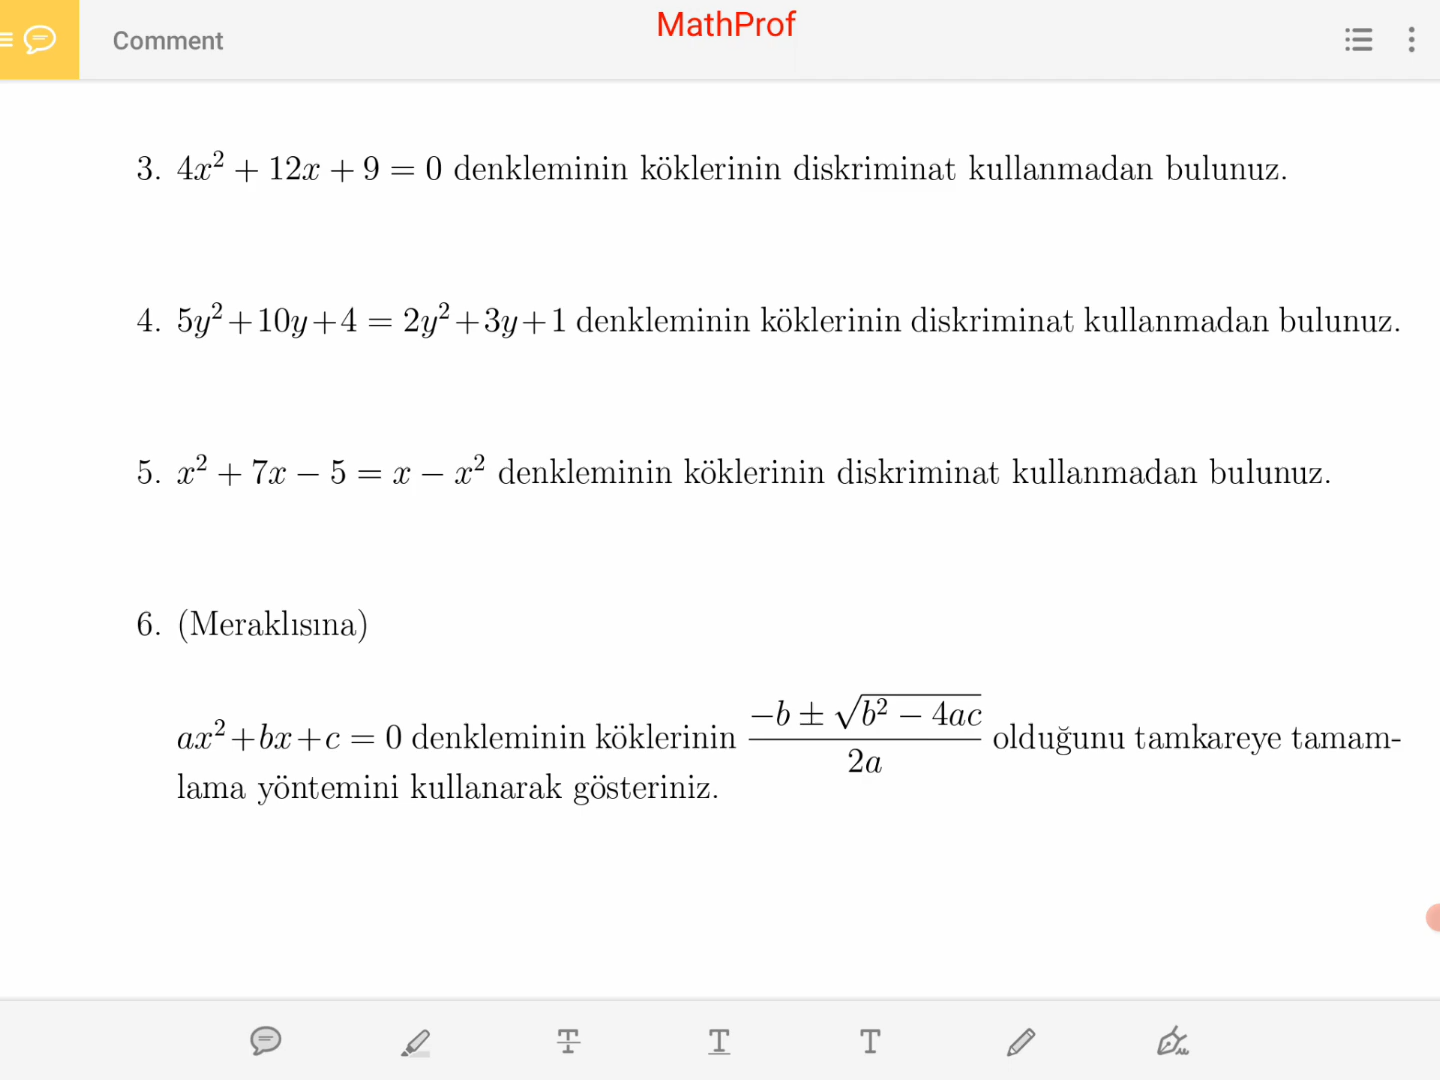 MathProf
Comment
3. 4x² + 12x + 9 = 0 denkleminin köklerinin diskriminat kullanmadan bulunuz.
4. 5y²+10y+4 = 2y²+3y+1 denkleminin köklerinin diskriminat kullanmadan bulunuz.
5. x² + 7x − 5 = x − x² denkleminin köklerinin diskriminat kullanmadan bulunuz.
6. (Meraklısına)
ax²+bx+c = 0 denkleminin köklerinin (−b ± √(b² − 4ac))/(2a) olduğunu tamkareye tamam-
lama yöntemini kullanarak gösteriniz.